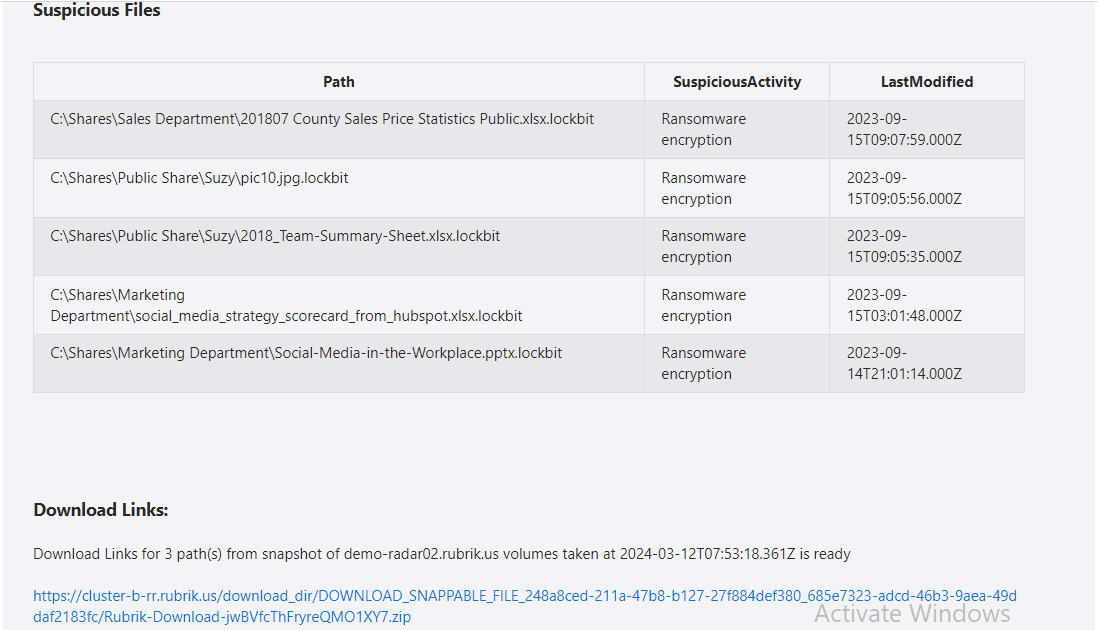 Suspicious Files
Path SuspiciousActivity LastModified
C:\Shares\Sales Department\201807 County Sales Price Statistics Public.xlsx.lockbit Ransomware 2023-09-
encryption 15T09:07:59.000Z
C:\Shares\Public Share\Suzy\pic10.jpg.lockbit Ransomware 2023-09-
encryption 15T09:05:56.000Z
C:\Shares\Public Share\Suzy\2018_Team-Summary-Sheet.xlsx.lockbit Ransomware 2023-09-
encryption 15T09:05:35.000Z
C:\Shares\Marketing Ransomware 2023-09-
Department\social_media_strategy_scorecard_from_hubspot.xlsx.lockbit encryption 15T03:01:48.000Z
C:\Shares\Marketing Department\Social-Media-in-the-Workplace.pptx.lockbit Ransomware 2023-09-
encryption 14T21:01:14.000Z
Download Links:
Download Links for 3 path(s) from snapshot of demo-radar02.rubrik.us volumes taken at 2024-03-12T07:53:18.361Z is ready
https://cluster-b-rr.rubrik.us/download_dir/DOWNLOAD_SNAPPABLE_FILE_248a8ced-211a-47b8-b127-27f884def380_685e7323-adcd-46b3-9aea-49d
daf2183fc/Rubrik-Download-jwBVfcThFryreQMO1XY7.zip
Activate Windows